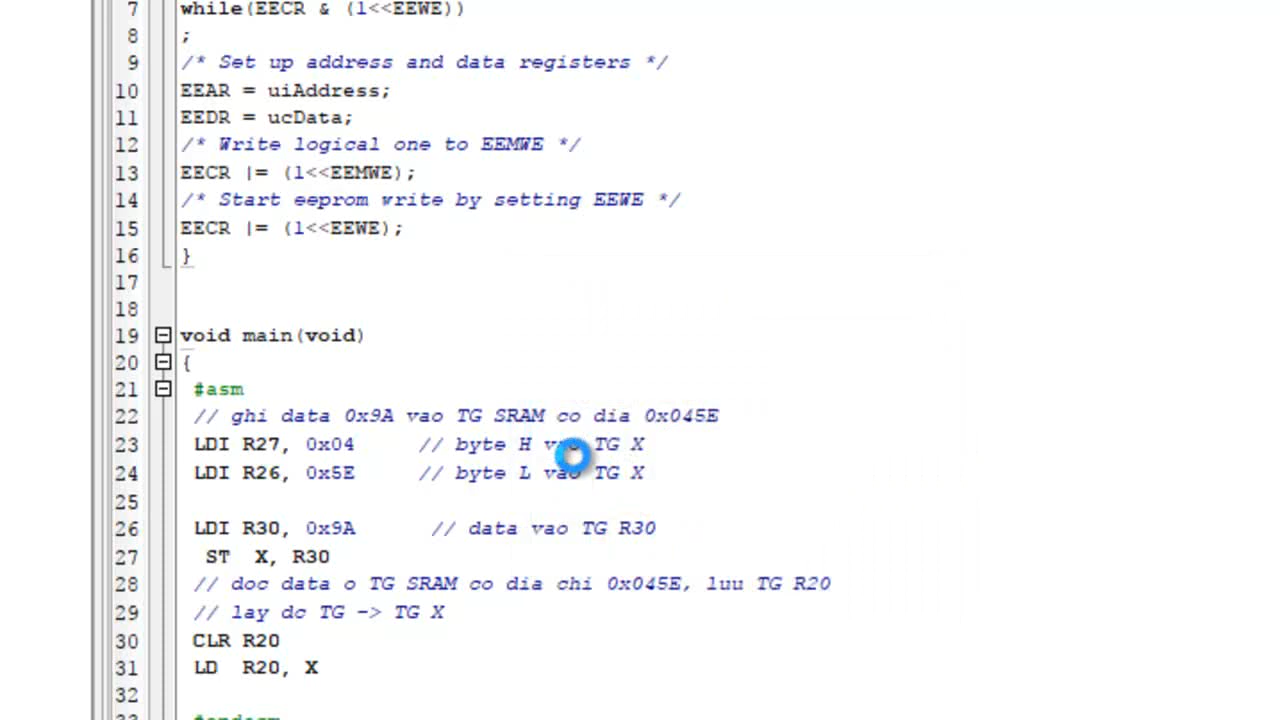 7 while(EECR & (1<<EEWE))
8 ;
9 /* Set up address and data registers */
10 EEAR = uiAddress;
11 EEDR = ucData;
12 /* Write logical one to EEMWE */
13 EECR |= (1<<EEMWE);
14 /* Start eeprom write by setting EEWE */
15 EECR |= (1<<EEWE);
16 }
17
18
19 void main(void)
20 {
21 #asm
22 // ghi data 0x9A vao TG SRAM co dia 0x045E
23 LDI R27, 0x04 // byte H vao TG X
24 LDI R26, 0x5E // byte L vao TG X
25
26 LDI R30, 0x9A // data vao TG R30
27 ST X, R30
28 // doc data o TG SRAM co dia chi 0x045E, luu TG R20
29 // lay dc TG -> TG X
30 CLR R20
31 LD R20, X
32
33 #endasm